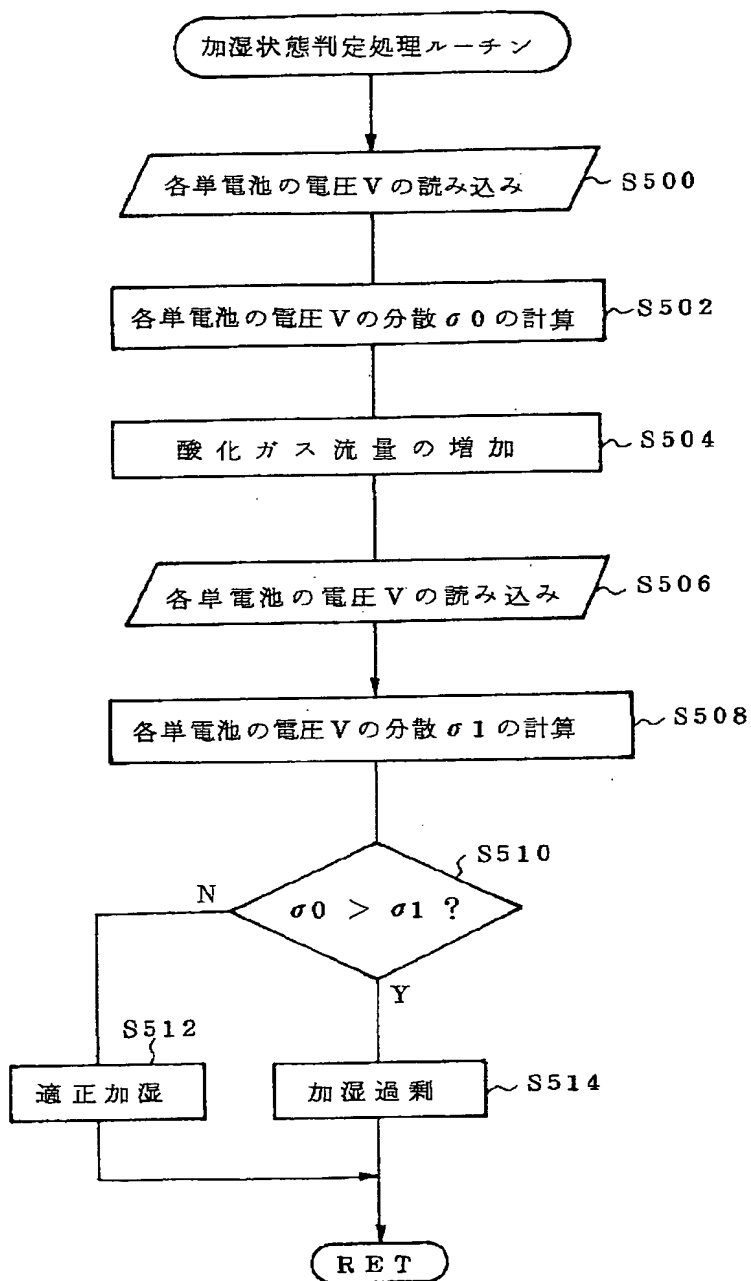 加湿状態判定処理ルーチン
各単電池の電圧Vの読み込み
S500
各単電池の電圧Vの分散σ0の計算
S502
酸化ガス流量の増加
S504
各単電池の電圧Vの読み込み
S506
各単電池の電圧Vの分散σ1の計算
S508
S510
N
σ0 > σ1 ?
Y
S512
適正加湿
加湿過剰
S514
RET